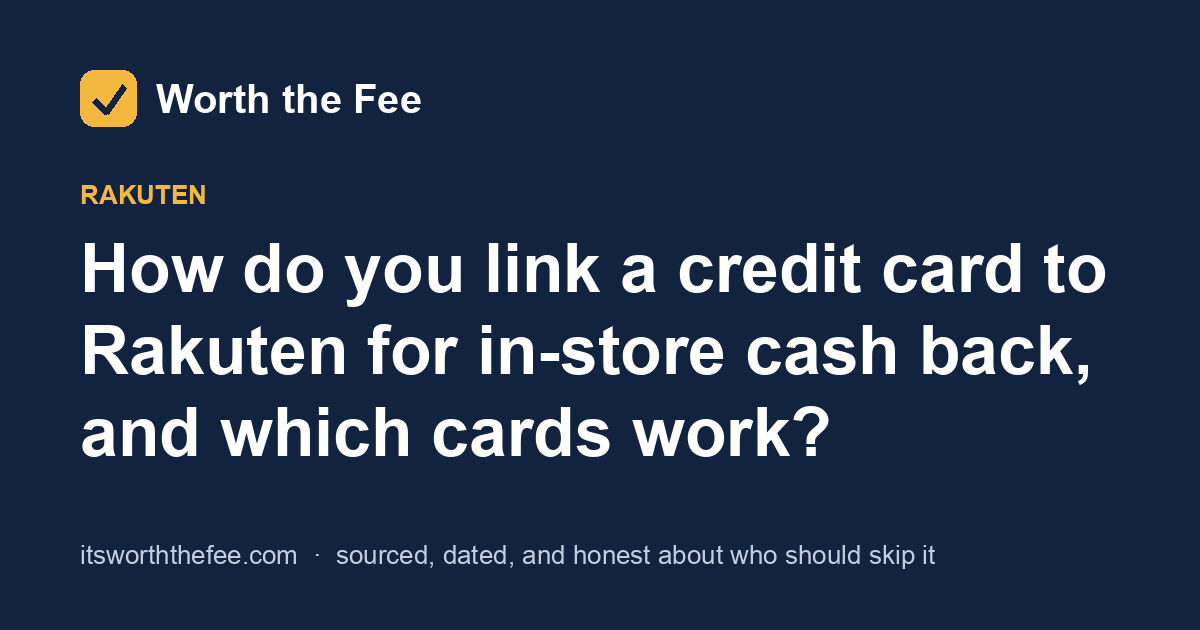 Worth the Fee
RAKUTEN
How do you link a credit card to
Rakuten for in-store cash back,
and which cards work?
itsworththefee.com · sourced, dated, and honest about who should skip it